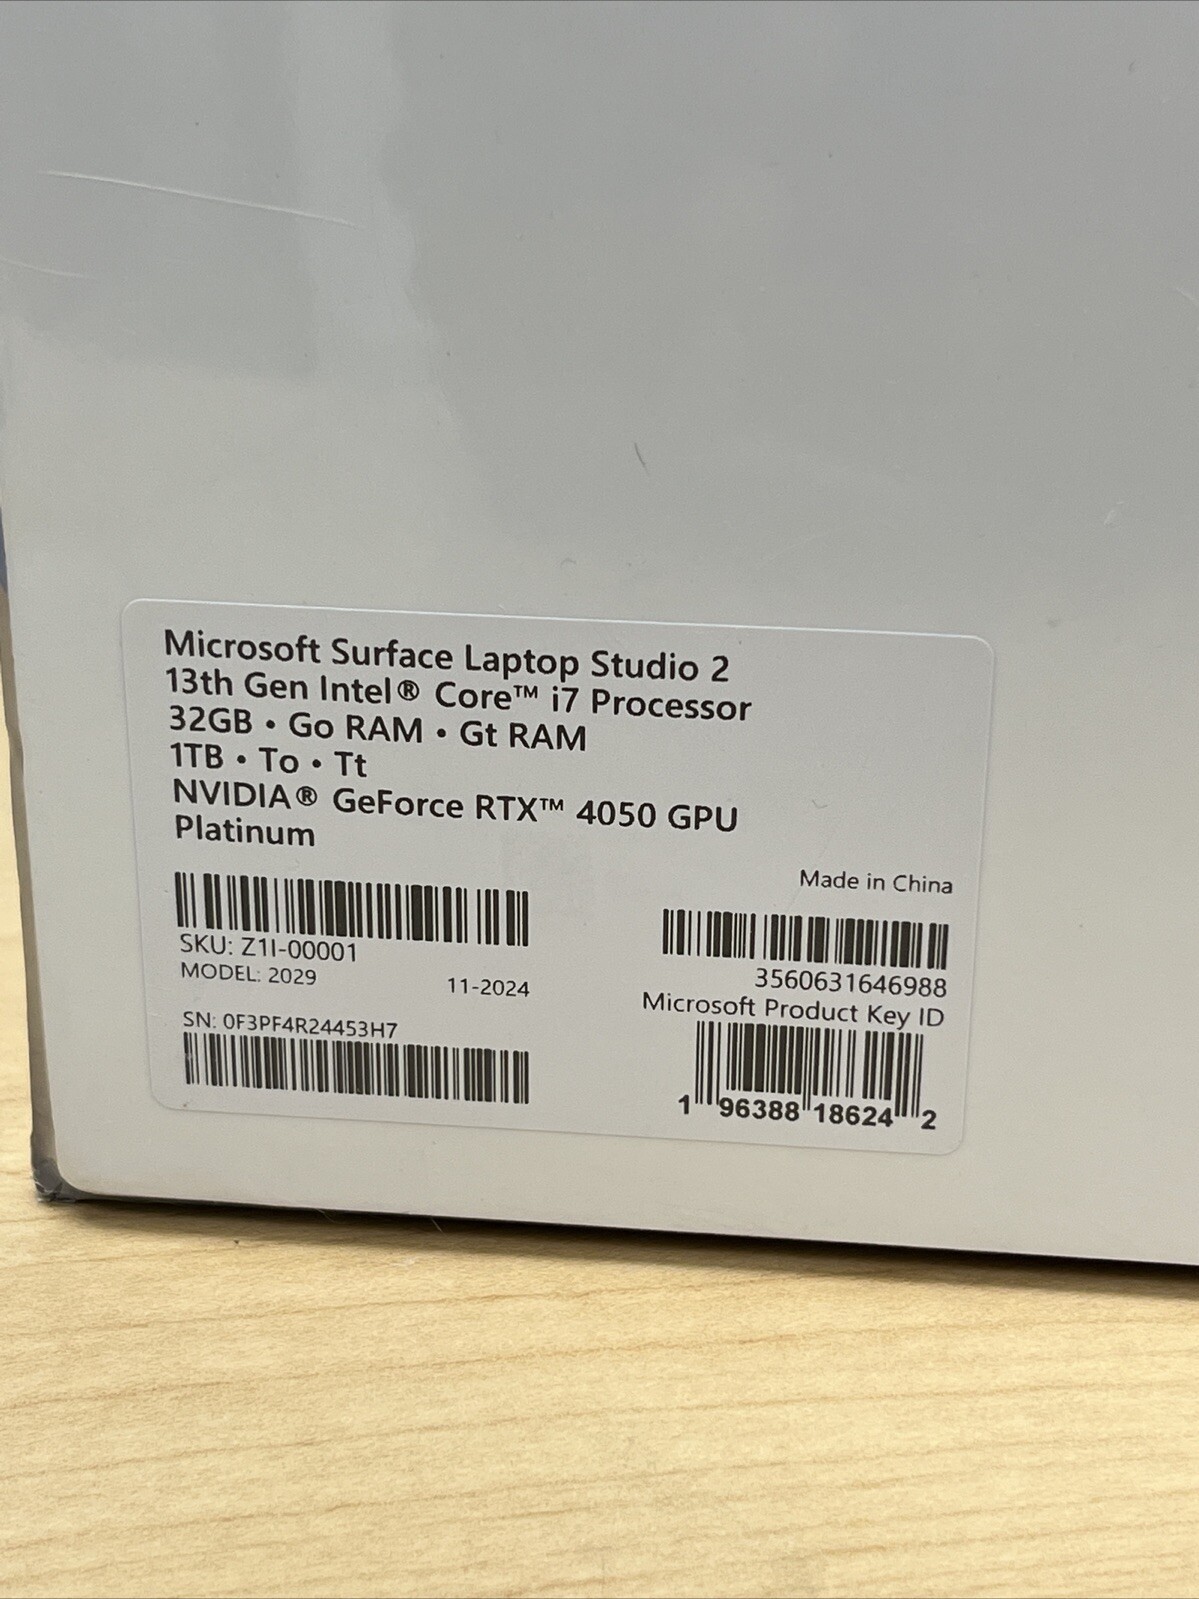 Microsoft Surface Laptop Studio 2
13th Gen Intel® Core™ i7 Processor
32GB • Go RAM • Gt RAM
1TB • To • Tt
NVIDIA® GeForce RTX™ 4050 GPU
Platinum
Made in China
SKU: Z1I-00001
MODEL: 2029
11-2024
SN: 0F3PF4R24453H7
3560631646988
Microsoft Product Key ID
1 96388 18624 2